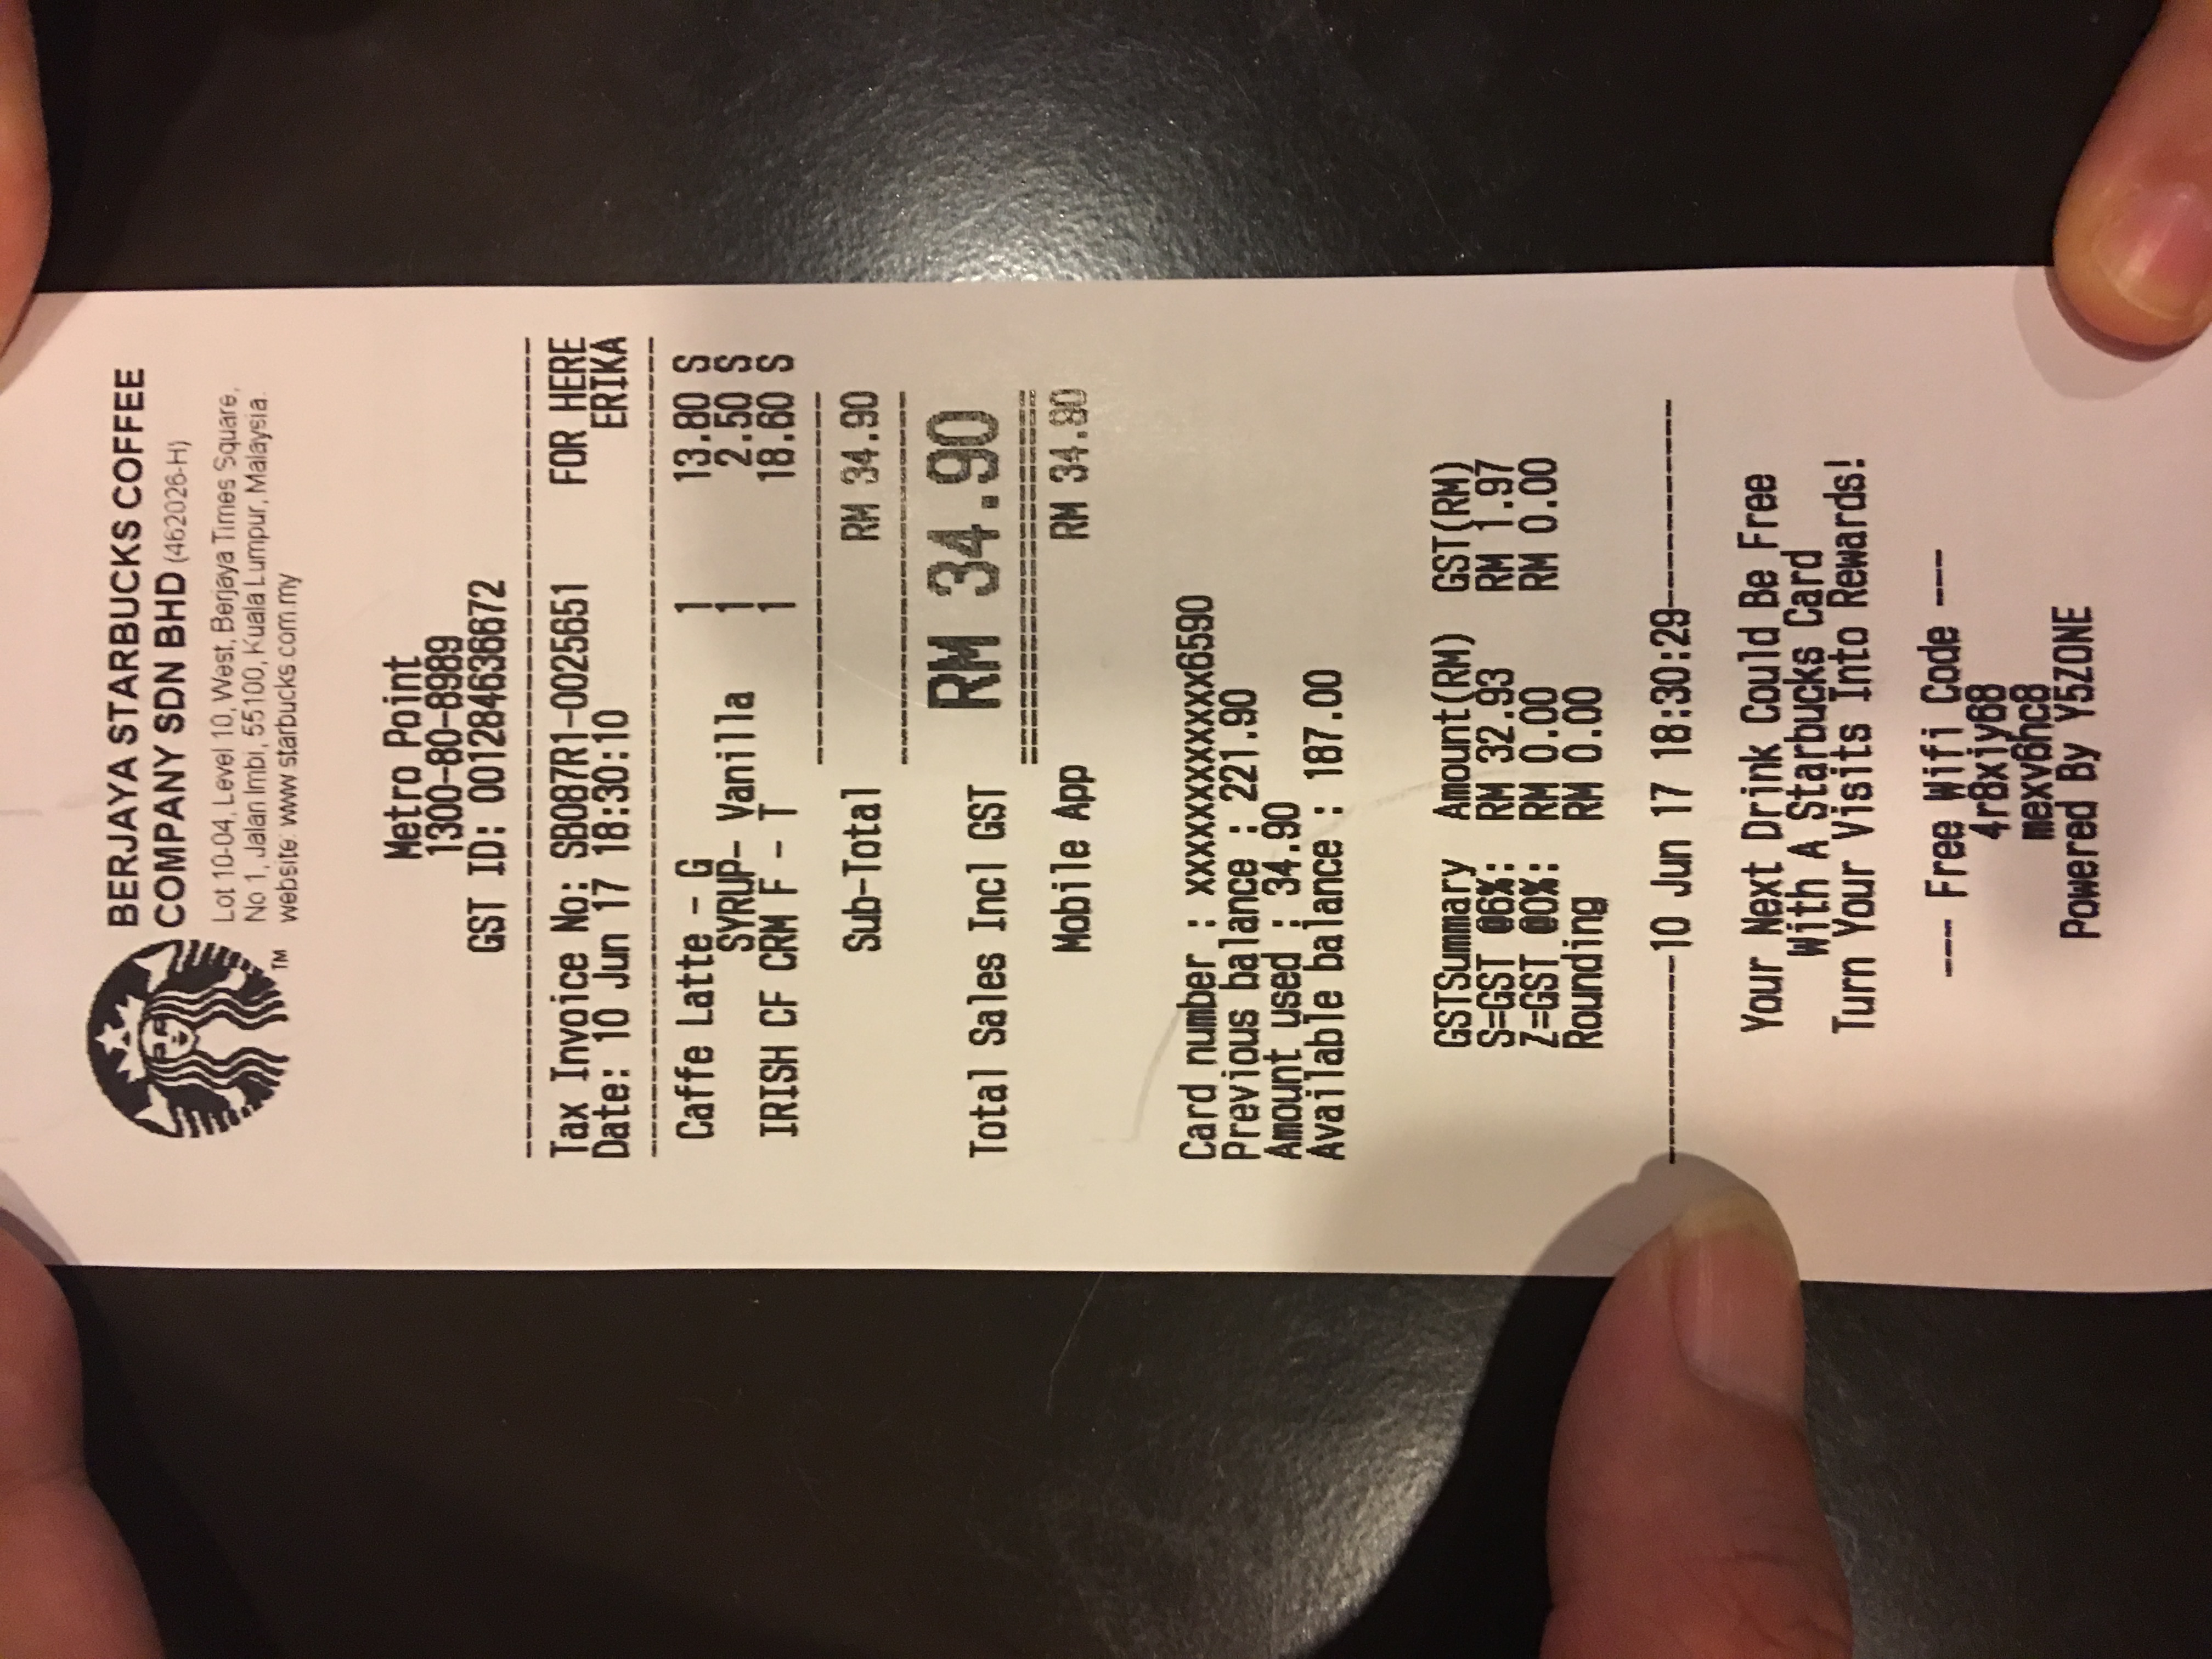 BERJAYA STARBUCKS COFFEE
COMPANY SDN BHD (462026-H)
Lot 10-04, Level 10, West, Berjaya Times Square,
No 1, Jalan Imbi, 55100, Kuala Lumpur, Malaysia.
website: www.starbucks.com.my
TM
Metro Point
1300-80-8989
GST ID: 001284636672
Tax Invoice No: SB087R1-0025651 FOR HERE
Date: 10 Jun 17 18:30:10 ERIKA
Caffe Latte - G 1 13.80 S
SYRUP- Vanilla 1 2.50 S
IRISH CF CRM F - T 1 18.60 S
Sub-Total RM 34.90
Total Sales Incl GST RM 34.90
Mobile App RM 34.90
Card number : xxxxxxxxxxxx6590
Previous balance : 221.90
Amount used : 34.90
Available balance : 187.00
GSTSummary Amount(RM) GST(RM)
S=GST @6%: RM 32.93 RM 1.97
Z=GST @0%: RM 0.00 RM 0.00
Rounding RM 0.00
-----------10 Jun 17 18:30:29-----------
Your Next Drink Could Be Free
With A Starbucks Card
Turn Your Visits Into Rewards!
--- Free Wifi Code ---
4r8xjy68
mexv6hc8
Powered By Y5ZONE